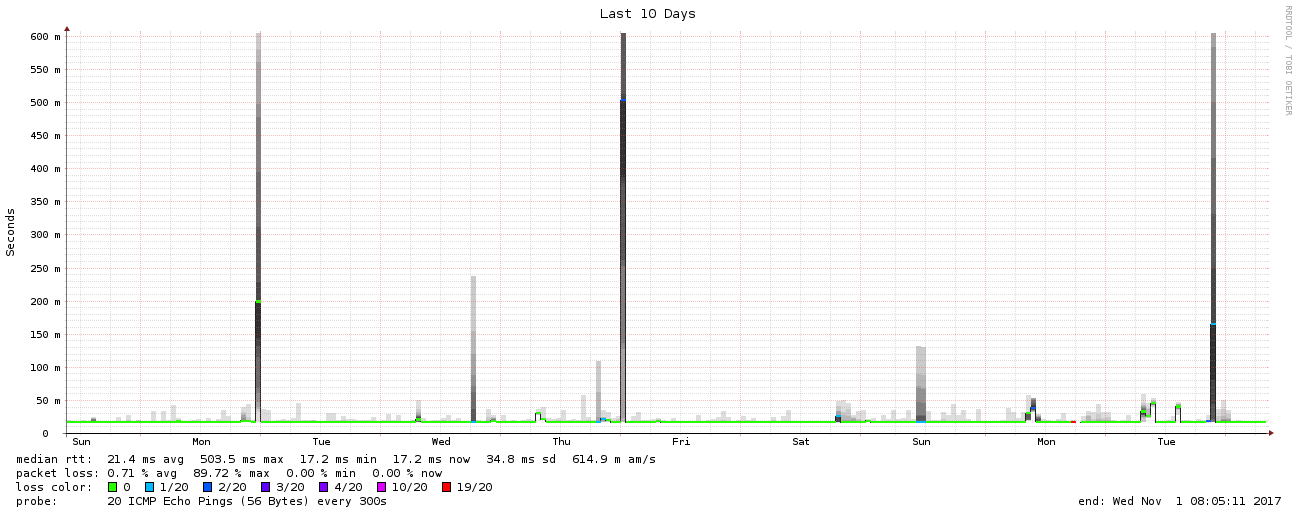 Last 10 Days
RRDTOOL / TOBI OETIKER
Seconds
600 m
550 m
500 m
450 m
400 m
350 m
300 m
250 m
200 m
150 m
100 m
50 m
0
Sun Mon Tue Wed Thu Fri Sat Sun Mon Tue
median rtt: 21.4 ms avg 503.5 ms max 17.2 ms min 17.2 ms now 34.8 ms sd 614.9 m am/s
packet loss: 0.71 % avg 89.72 % max 0.00 % min 0.00 % now
loss color: 0 1/20 2/20 3/20 4/20 10/20 19/20
probe: 20 ICMP Echo Pings (56 Bytes) every 300s end: Wed Nov 1 08:05:11 2017